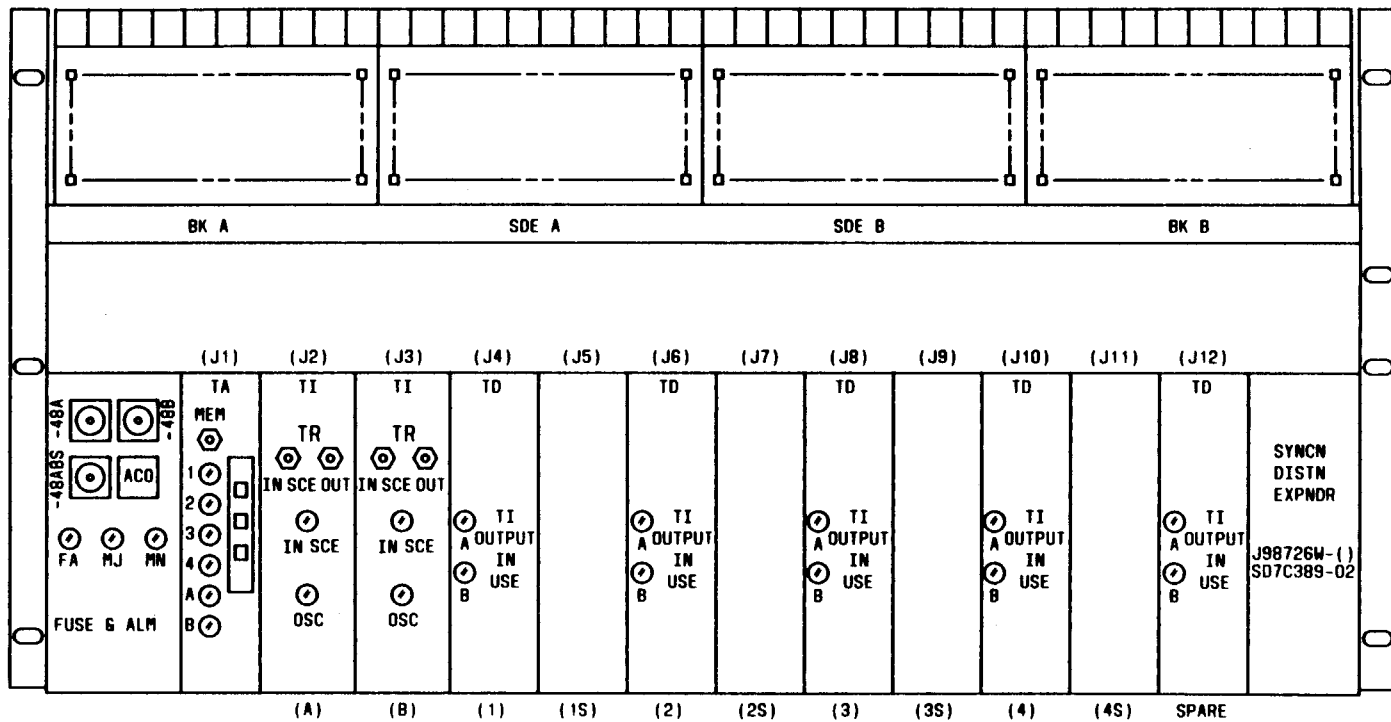 BK A SDE A SDE B BK B
(J1) (J2) (J3) (J4) (J5) (J6) (J7) (J8) (J9) (J10) (J11) (J12)
-48A
-48B
-48ABS
ACO
FA MJ MN
FUSE & ALM
TA
MEM
1
2
3
4
A
B
TI
TR
IN SCE OUT
IN SCE
OSC
TI
TR
IN SCE OUT
IN SCE
OSC
TD
TI
A OUTPUT
IN
B USE
TD
TI
A OUTPUT
IN
B USE
TD
TI
A OUTPUT
IN
B USE
TD
TI
A OUTPUT
IN
B USE
TD
TI
A OUTPUT
IN
B USE
SYNCN
DISTN
EXPNDR
J98726W-()
SD7C389-02
(A) (B) (1) (1S) (2) (2S) (3) (3S) (4) (4S) SPARE